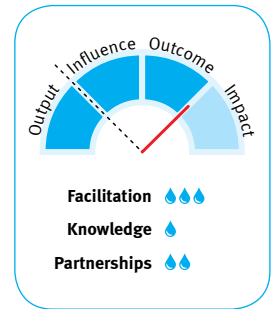 Output
Influence
Outcome
Impact
Facilitation
Knowledge
Partnerships